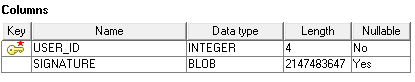 Columns
Key Name Data type Length Nullable
USER_ID INTEGER 4 No
SIGNATURE BLOB 2147483647 Yes